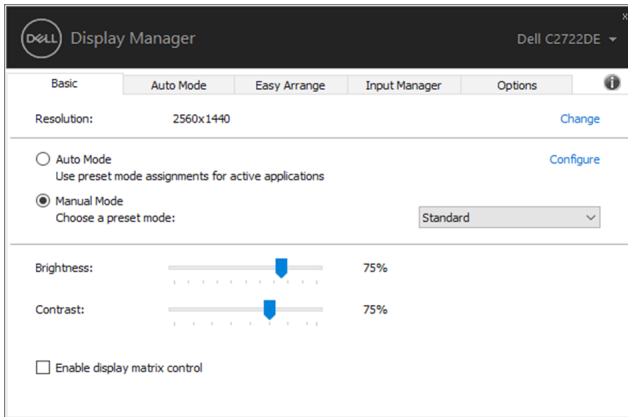 x
DELL Display Manager Dell C2722DE
Basic Auto Mode Easy Arrange Input Manager Options i
Resolution: 2560x1440 Change
Auto Mode Configure
Use preset mode assignments for active applications
Manual Mode
Choose a preset mode: Standard
Brightness: 75%
Contrast: 75%
Enable display matrix control